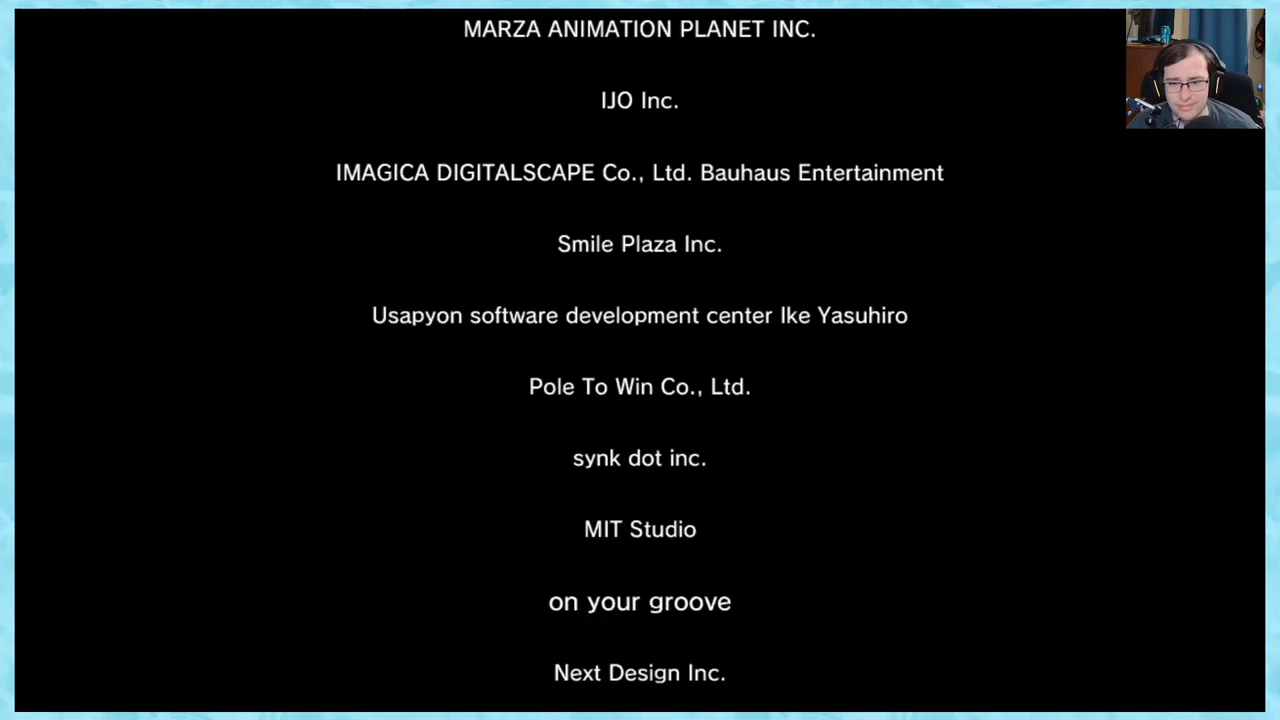 MARZA ANIMATION PLANET INC.
IJO Inc.
IMAGICA DIGITALSCAPE Co., Ltd. Bauhaus Entertainment
Smile Plaza Inc.
Usapyon software development center Ike Yasuhiro
Pole To Win Co., Ltd.
synk dot inc.
MIT Studio
on your groove
Next Design Inc.